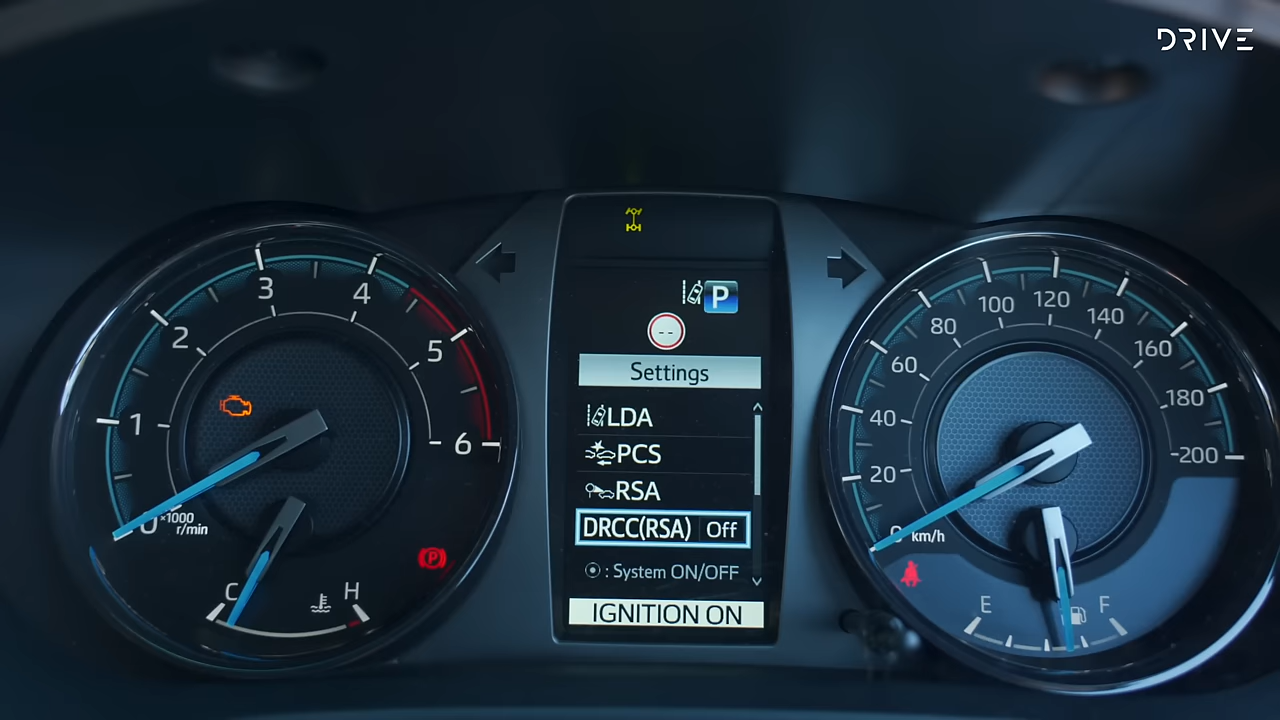 DRIVE
0
1
2
3
4
5
6
×1000
r/min
C
H
P
P
--
Settings
LDA
PCS
RSA
DRCC(RSA) Off
: System ON/OFF
IGNITION ON
0
20
40
60
80
100
120
140
160
180
200
km/h
E
F